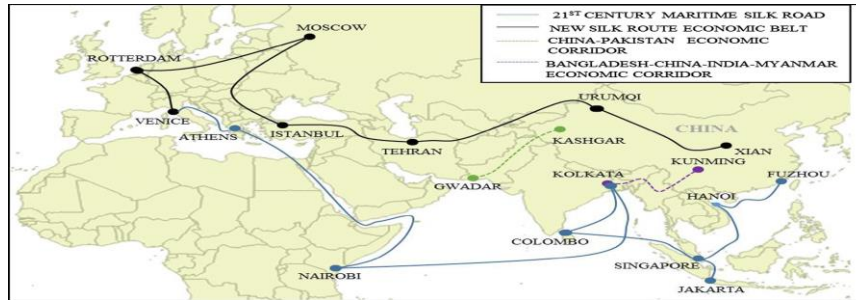 21ST CENTURY MARITIME SILK ROAD
NEW SILK ROUTE ECONOMIC BELT
CHINA-PAKISTAN ECONOMIC
CORRIDOR
BANGLADESH-CHINA-INDIA-MYANMAR
ECONOMIC CORRIDOR
MOSCOW
ROTTERDAM
URUMQI
VENICE
ATHENS
ISTANBUL
TEHRAN
KASHGAR
CHINA
XIAN
GWADAR
KOLKATA
KUNMING
FUZHOU
HANOI
COLOMBO
SINGAPORE
NAIROBI
JAKARTA